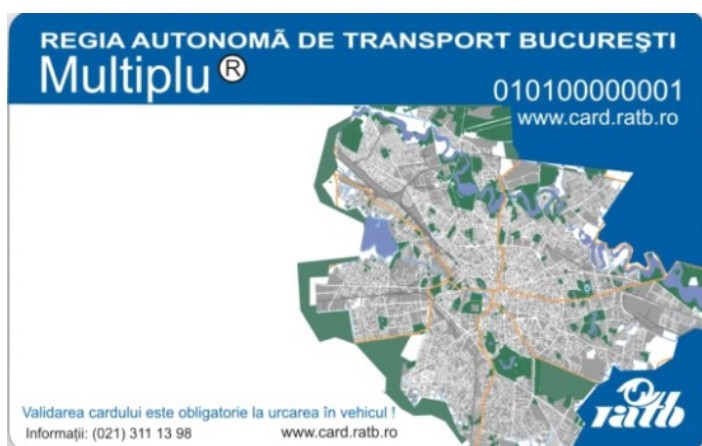 REGIA AUTONOMĂ DE TRANSPORT BUCUREŞTI
Multiplu ®
010100000001
www.card.ratb.ro
Validarea cardului este obligatorie la urcarea în vehicul !
Informații: (021) 311 13 98
www.card.ratb.ro
ratb